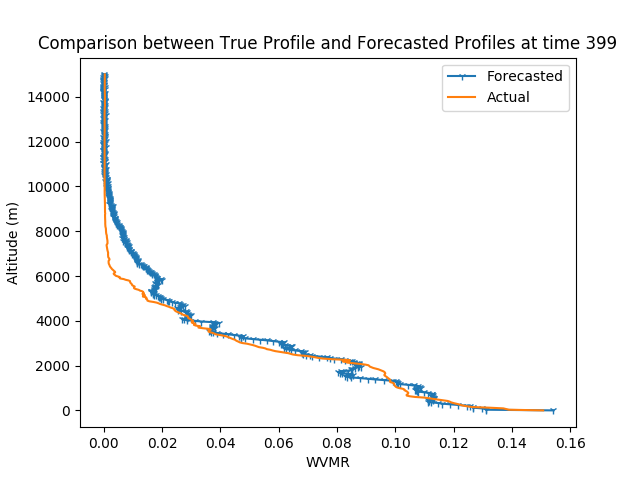 Comparison between True Profile and Forecasted Profiles at time 399
Forecasted
Actual
14000
12000
10000
8000
6000
4000
2000
0
Altitude (m)
0.00 0.02 0.04 0.06 0.08 0.10 0.12 0.14 0.16
WVMR